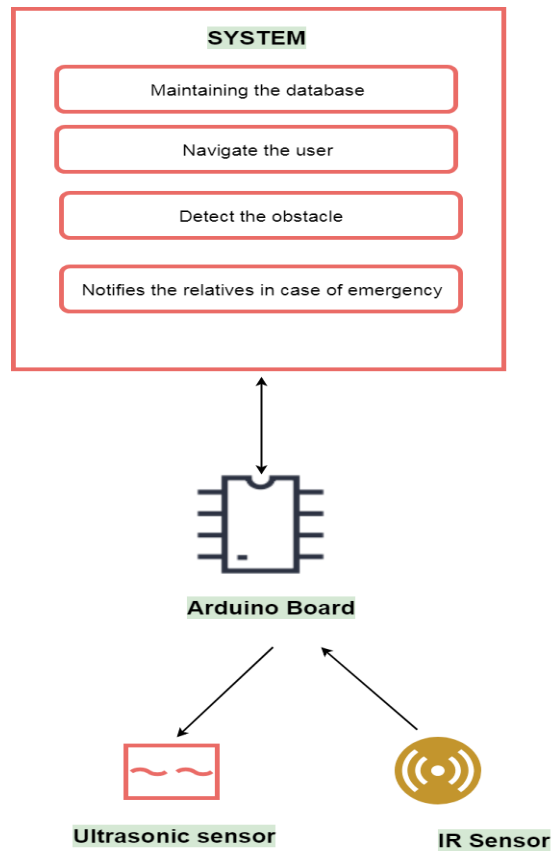 SYSTEM
Maintaining the database
Navigate the user
Detect the obstacle
Notifies the relatives in case of emergency
Arduino Board
Ultrasonic sensor
IR Sensor